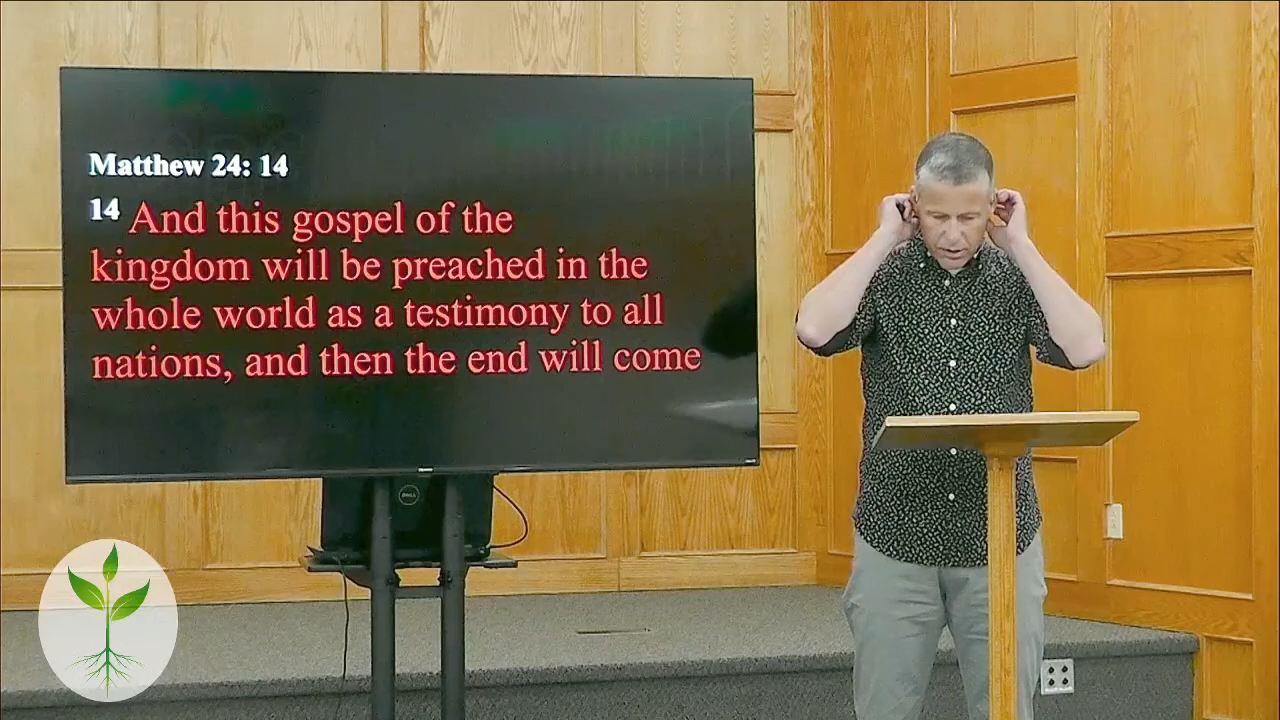 Matthew 24: 14
14 And this gospel of the
kingdom will be preached in the
whole world as a testimony to all
nations, and then the end will come
DELL